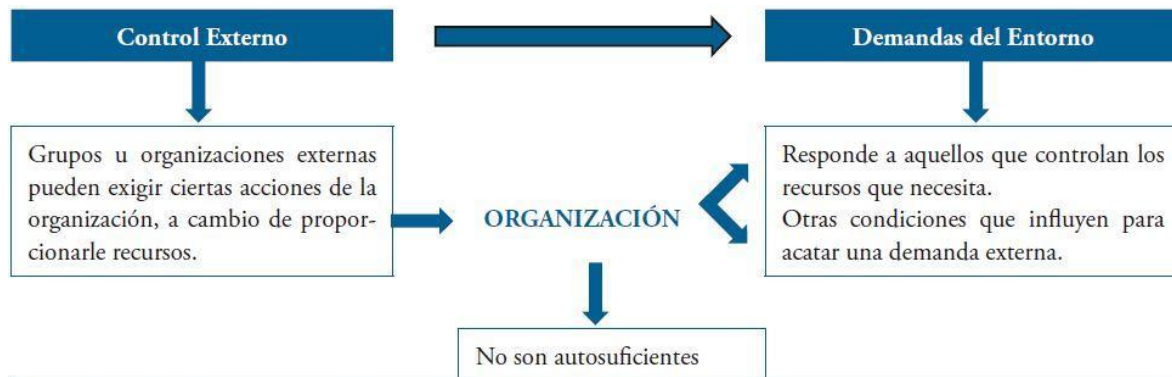 Control Externo
Demandas del Entorno
Grupos u organizaciones externas
pueden exigir ciertas acciones de la
organización, a cambio de propor-
cionarle recursos.
ORGANIZACIÓN
Responde a aquellos que controlan los
recursos que necesita.
Otras condiciones que influyen para
acatar una demanda externa.
No son autosuficientes